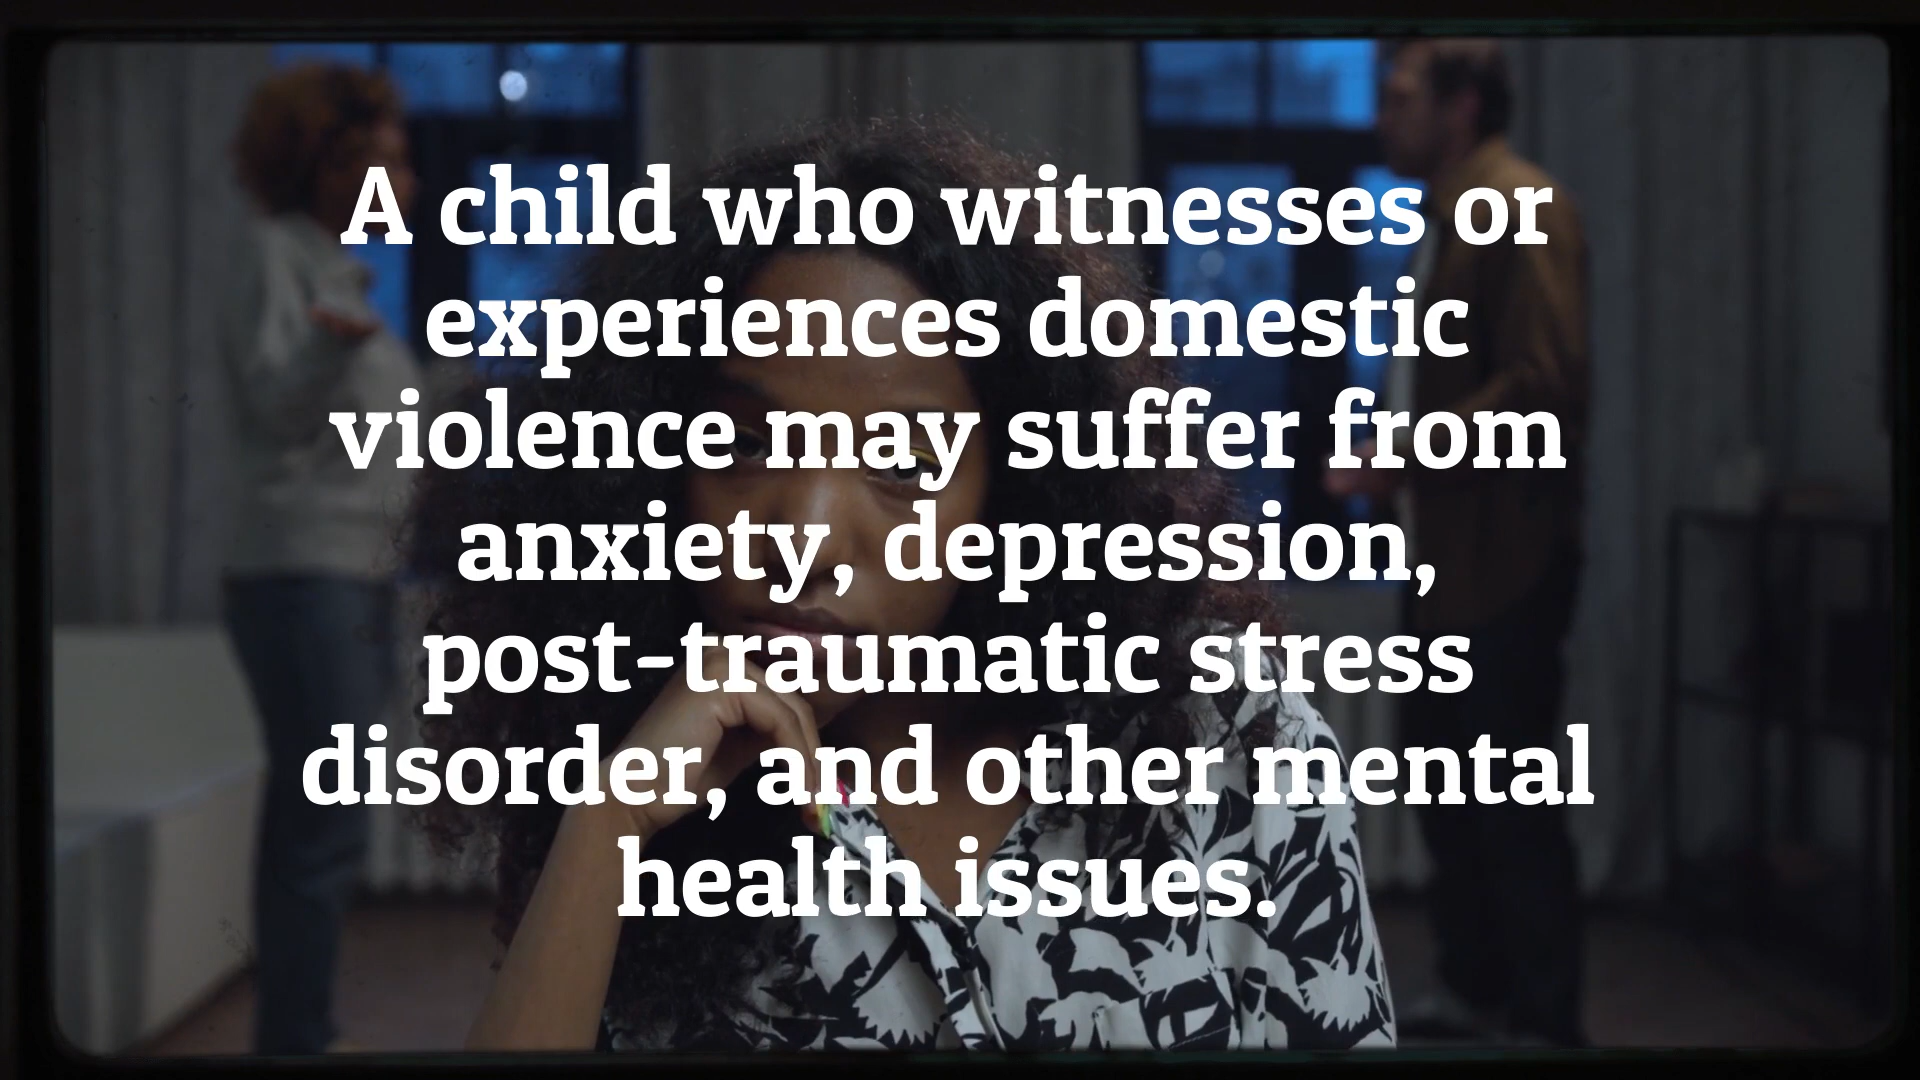 A child who witnesses or
experiences domestic
violence may suffer from
anxiety, depression,
post-traumatic stress
disorder, and other mental
health issues.